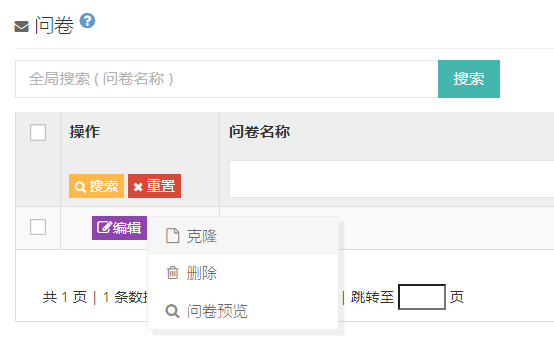 问卷
全局搜索 ( 问卷名称 )
搜索
操作
问卷名称
搜索
重置
编辑
克隆
删除
问卷预览
共 1 页 | 1 条数
| 跳转至
页